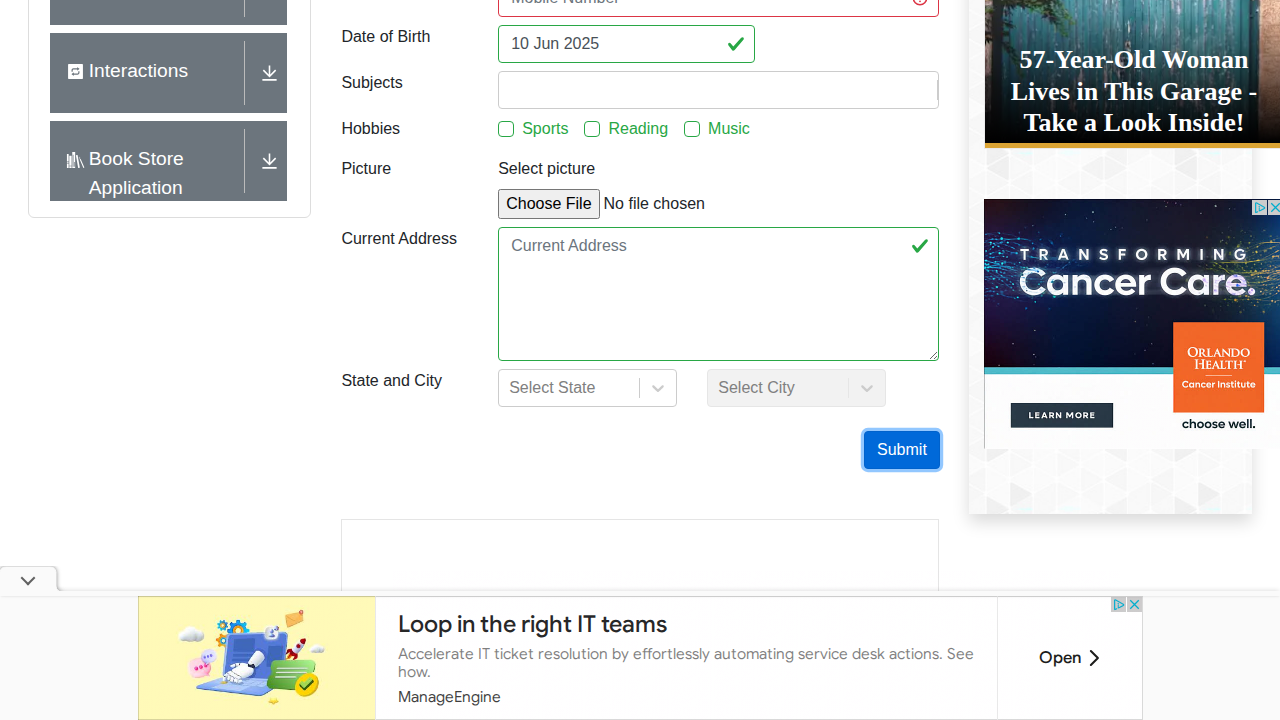 Mobile Number
Date of Birth
10 Jun 2025
Subjects
Interactions
Hobbies
Sports
Reading
Music
Book Store
Application
Picture
Select picture
Choose File No file chosen
Current Address
Current Address
State and City
Select State
Select City
Submit
57-Year-Old Woman
Lives in This Garage -
Take a Look Inside!
TRANSFORMING
Cancer Care.
ORLANDO
HEALTH
Cancer Institute
LEARN MORE
choose well.
Loop in the right IT teams
Accelerate IT ticket resolution by effortlessly automating service desk actions. See
how.
ManageEngine
Open